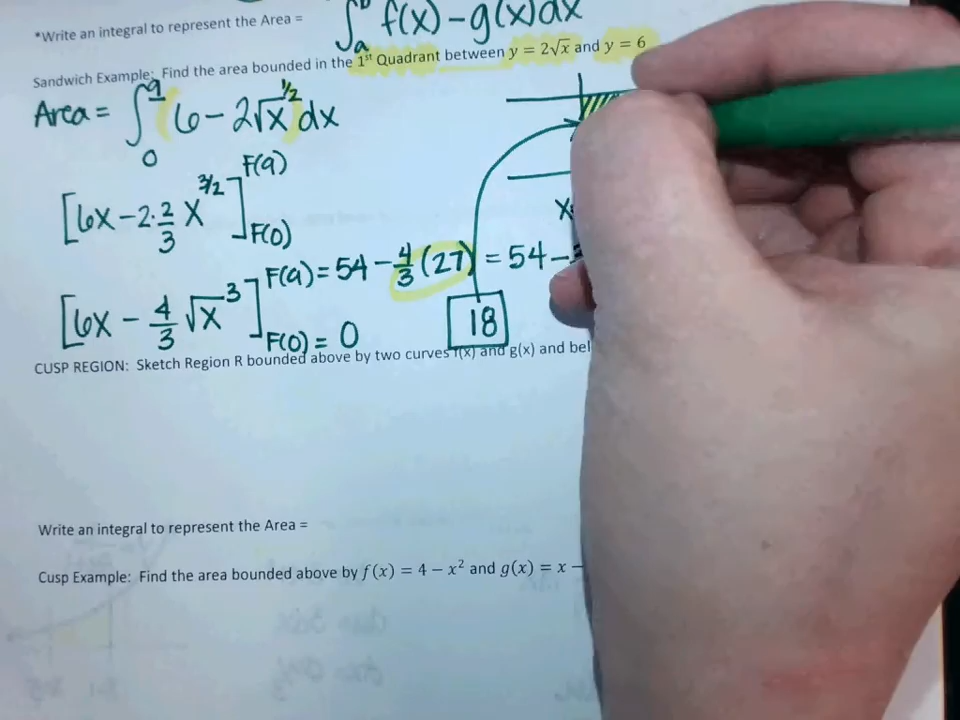 *Write an integral to represent the Area = ∫ₐᵇ f(x) – g(x) dx
Sandwich Example: Find the area bounded in the 1st Quadrant between y = 2√x and y = 6
Area = ∫₀⁹ (6 – 2√x^1/2) dx
[6x – 2·2/3 x^3/2] F(9) F(0)
[6x – 4/3 √x³] F(9) = 54 – 4/3 (27) = 54 –
F(0) = 0
18
x
CUSP REGION: Sketch Region R bounded above by two curves f(x) and g(x) and bel
Write an integral to represent the Area =
Cusp Example: Find the area bounded above by f(x) = 4 – x² and g(x) = x –